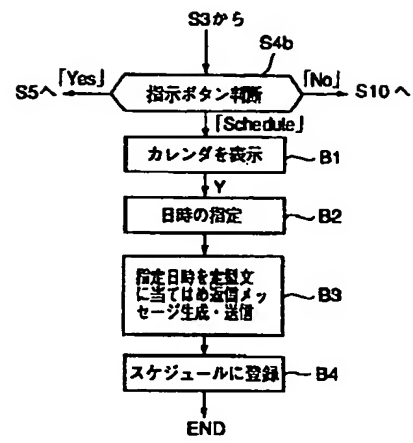 S3から
S4b
「Yes」
「No」
S5へ
指示ボタン判断
S10へ
「Schedule」
カレンダを表示
B1
Y
日時の指定
B2
指定日時を定型文
に当てはめ返信メッ
セージ生成・送信
B3
スケジュールに登録
B4
END